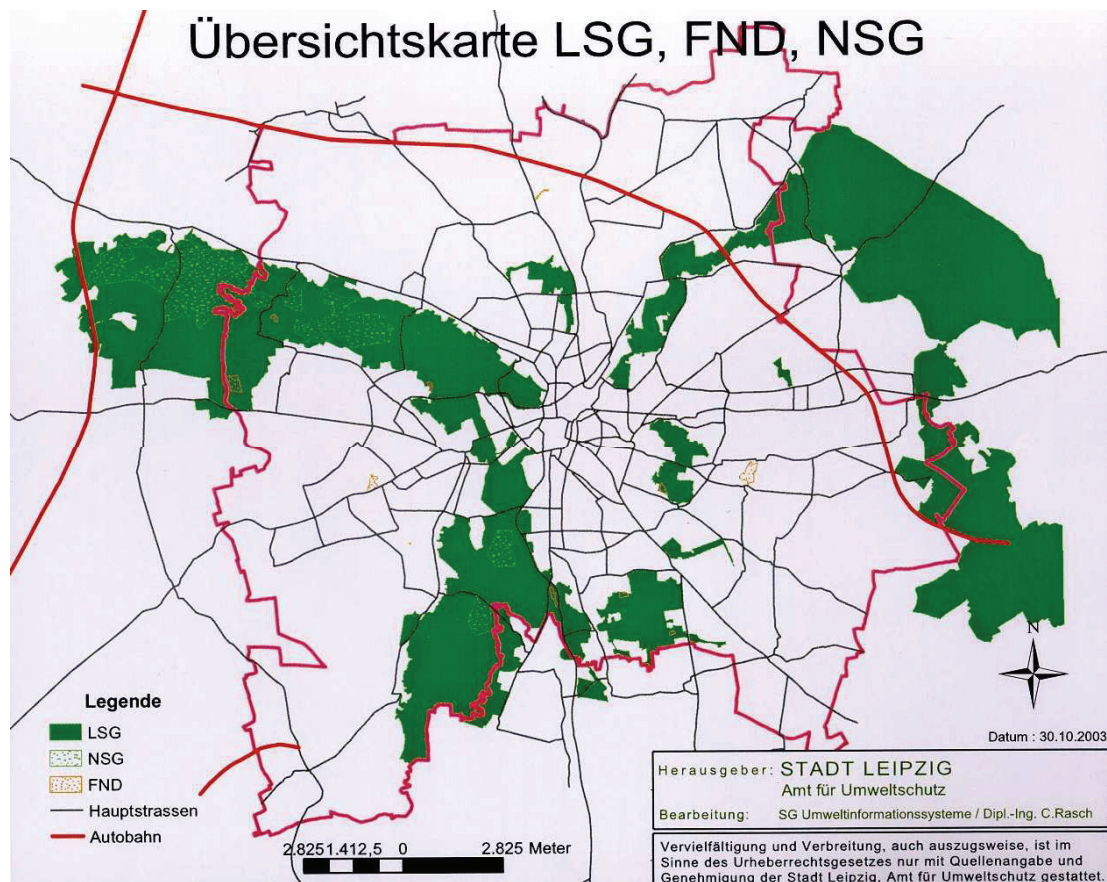 Übersichtskarte LSG, FND, NSG
N
Legende
LSG
NSG
FND
Hauptstrassen
Autobahn
2.8251.412,5 0 2.825 Meter
Datum : 30.10.2003
Herausgeber: STADT LEIPZIG
Amt für Umweltschutz
Bearbeitung: SG Umweltinformationssysteme / Dipl.-Ing. C.Rasch
Vervielfältigung und Verbreitung, auch auszugsweise, ist im
Sinne des Urheberrechtsgesetzes nur mit Quellenangabe und
Genehmigung der Stadt Leipzig, Amt für Umweltschutz gestattet.